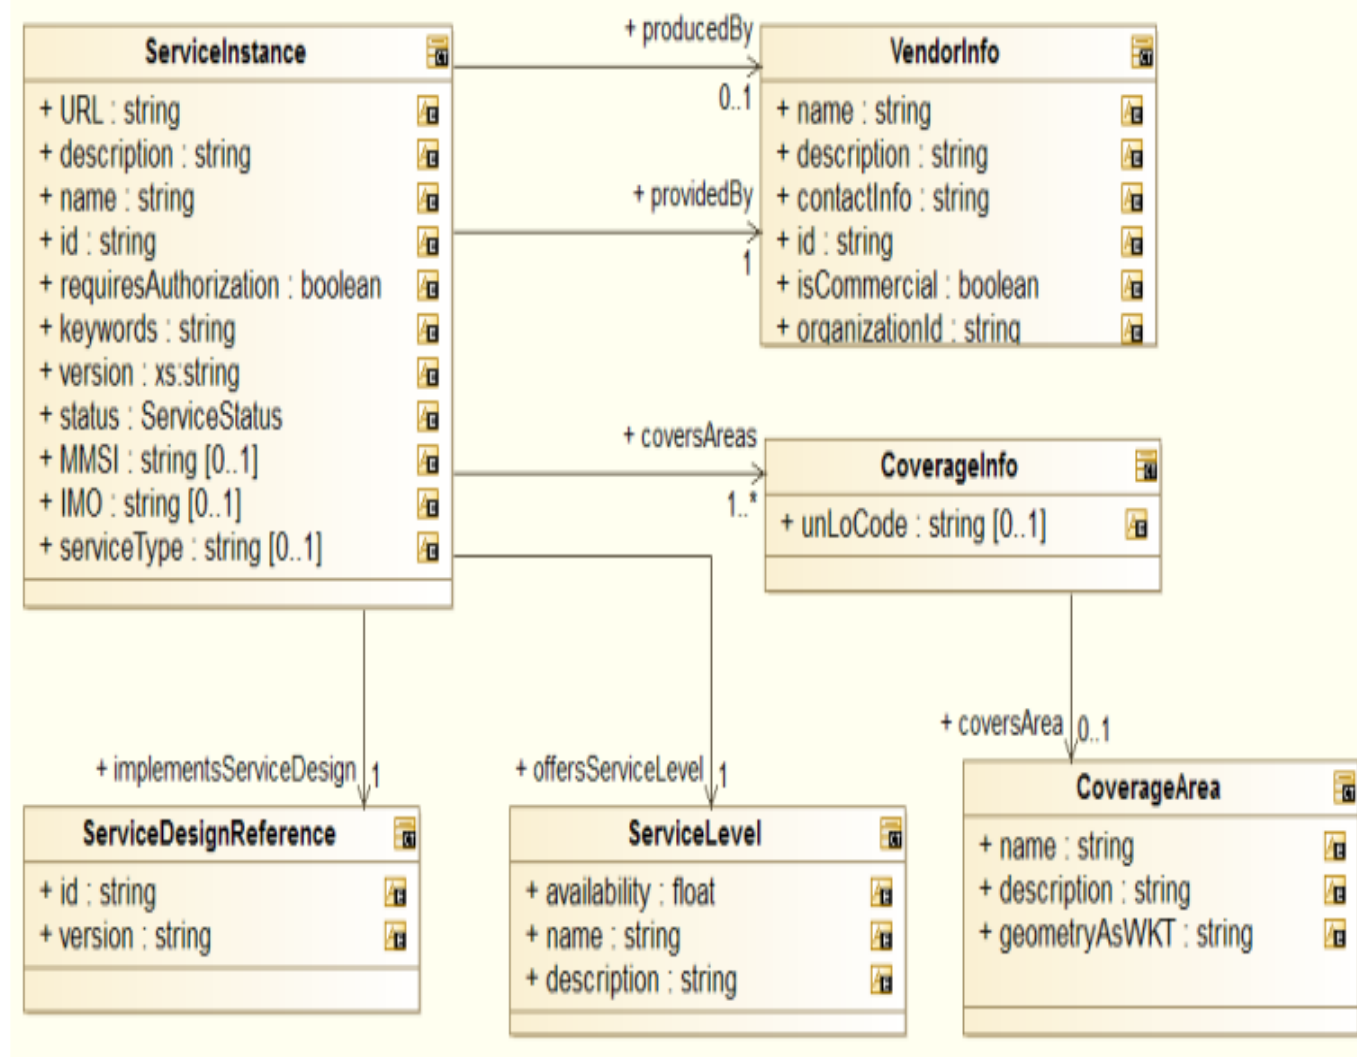 ServiceInstance
+ URL : string
+ description : string
+ name : string
+ id : string
+ requiresAuthorization : boolean
+ keywords : string
+ version : xs:string
+ status : ServiceStatus
+ MMSI : string [0..1]
+ IMO : string [0..1]
+ serviceType : string [0..1]
+ producedBy
0..1
+ providedBy
1
VendorInfo
+ name : string
+ description : string
+ contactInfo : string
+ id : string
+ isCommercial : boolean
+ organizationId : string
+ coversAreas
1..*
CoverageInfo
+ unLoCode : string [0..1]
+ coversArea
0..1
+ implementsServiceDesign
1
+ offersServiceLevel
1
ServiceDesignReference
+ id : string
+ version : string
ServiceLevel
+ availability : float
+ name : string
+ description : string
CoverageArea
+ name : string
+ description : string
+ geometryAsWKT : string